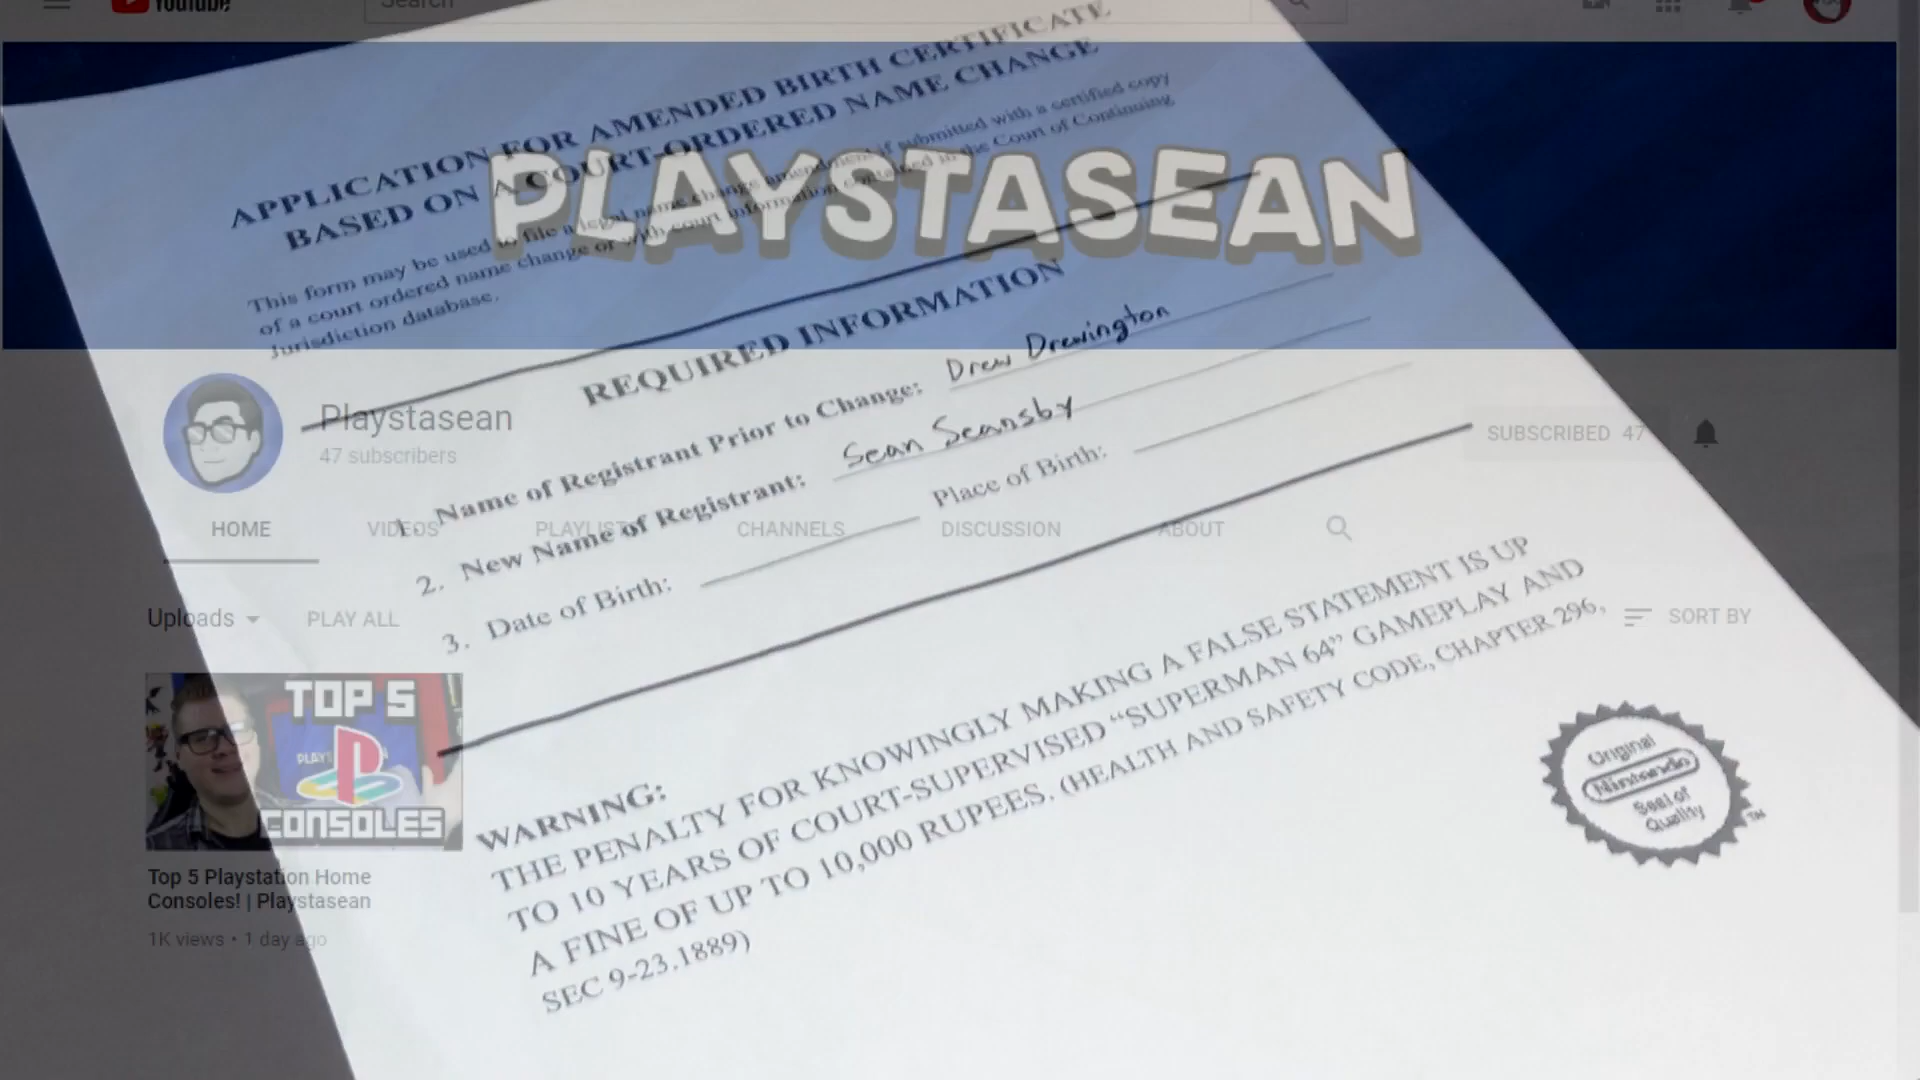 YouTube
Search
APPLICATION FOR AMENDED BIRTH CERTIFICATE
BASED ON A COURT-ORDERED NAME CHANGE
This form may be used to file a legal name change amendment if submitted with a certified copy
of a court ordered name change or with court information contained in the Court of Continuing
Jurisdiction database.
PLAYSTASEAN
REQUIRED INFORMATION
1. Name of Registrant Prior to Change: Drew Drewington
2. New Name of Registrant: Sean Seansby
3. Date of Birth:
Place of Birth:
Playstasean
47 subscribers
SUBSCRIBED 47
HOME VIDEOS PLAYLISTS CHANNELS DISCUSSION ABOUT
Uploads PLAY ALL
SORT BY
TOP 5
PLAYS
CONSOLES
Top 5 Playstation Home
Consoles! | Playstasean
1K views • 1 day ago
WARNING:
THE PENALTY FOR KNOWINGLY MAKING A FALSE STATEMENT IS UP
TO 10 YEARS OF COURT-SUPERVISED “SUPERMAN 64” GAMEPLAY AND
A FINE OF UP TO 10,000 RUPEES. (HEALTH AND SAFETY CODE, CHAPTER 296,
SEC 9-23.1889)
Original
Nintendo
Seal of
Quality
TM